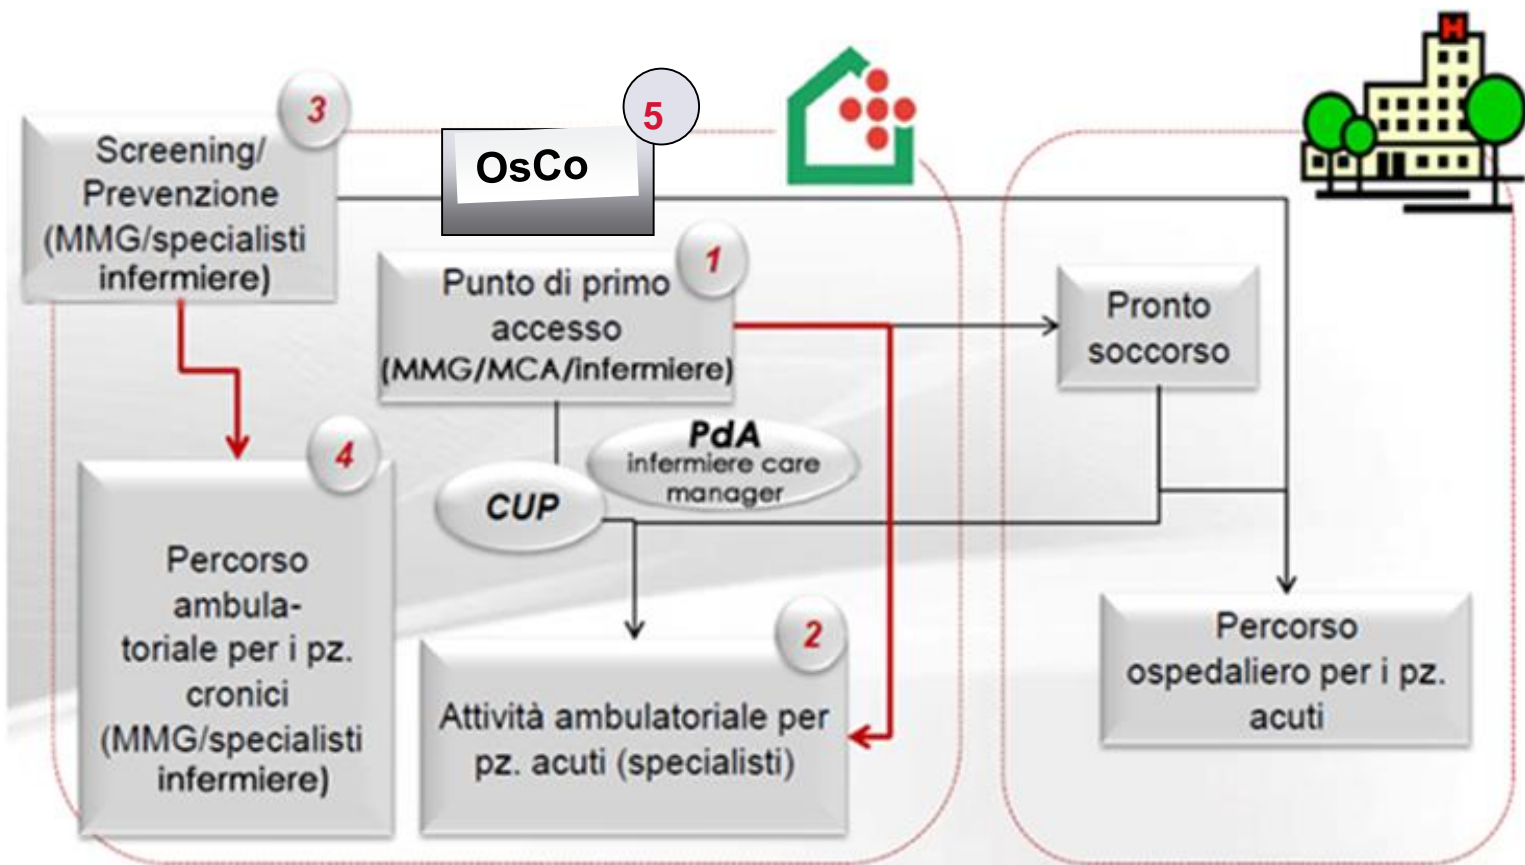 3
Screening/
Prevenzione
(MMG/specialisti
infermiere)
5
OsCo
H
1
Punto di primo
accesso
(MMG/MCA/infermiere)
Pronto
soccorso
PdA
infermiere care
manager
CUP
4
Percorso
ambula-
toriale per i pz.
cronici
(MMG/specialisti
infermiere)
2
Attività ambulatoriale per
pz. acuti (specialisti)
Percorso
ospedaliero per i pz.
acuti